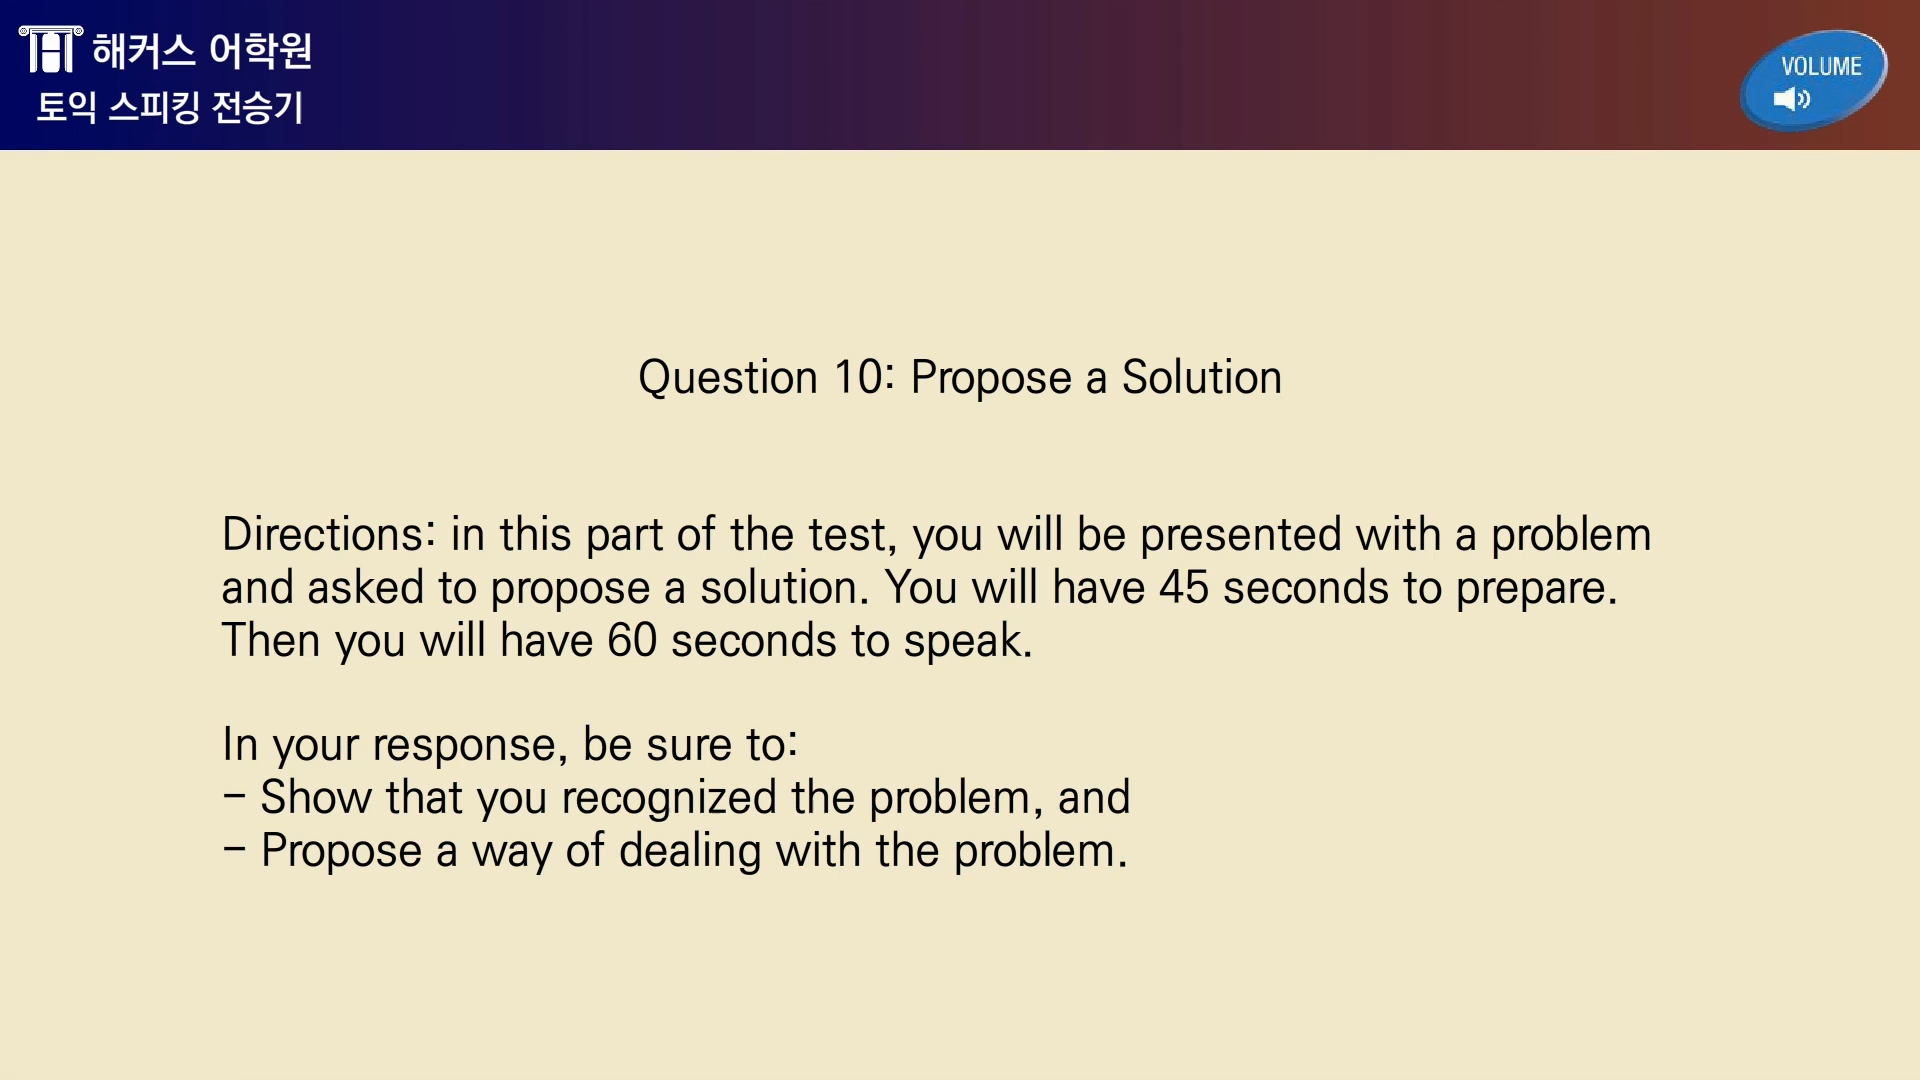 해커스 어학원
토익 스피킹 전승기
VOLUME
Question 10: Propose a Solution
Directions: in this part of the test, you will be presented with a problem
and asked to propose a solution. You will have 45 seconds to prepare.
Then you will have 60 seconds to speak.
In your response, be sure to:
- Show that you recognized the problem, and
- Propose a way of dealing with the problem.